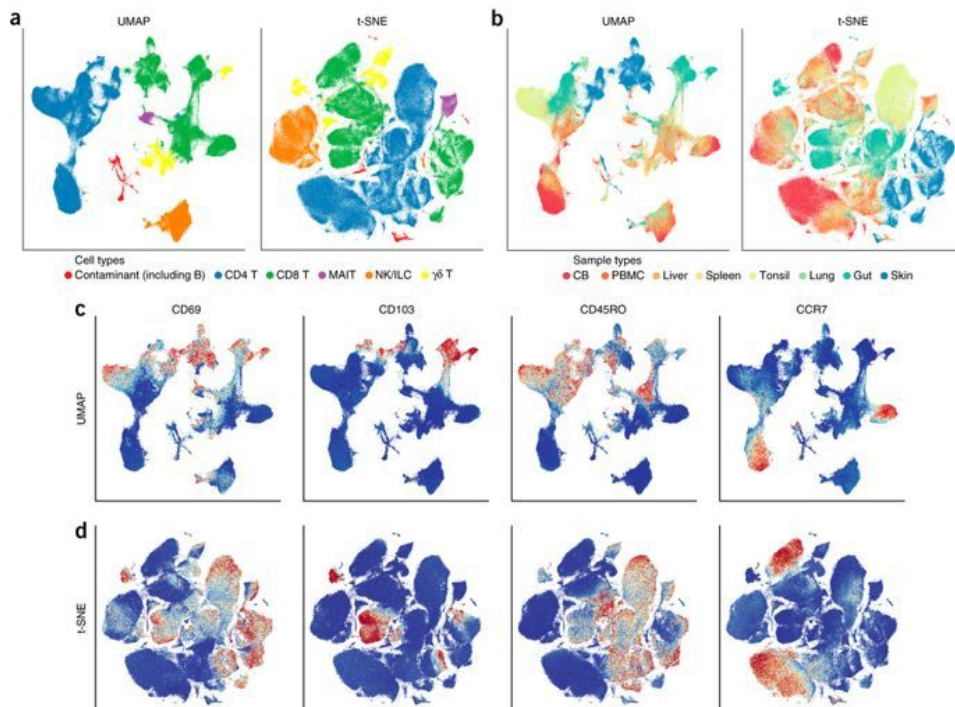 a
UMAP
t-SNE
Cell types
Contaminant (including B) CD4 T CD8 T MAIT NK/ILC γδ T
b
UMAP
t-SNE
Sample types
CB PBMC Liver Spleen Tonsil Lung Gut Skin
c
CD69 CD103 CD45RO CCR7
UMAP
d
t-SNE